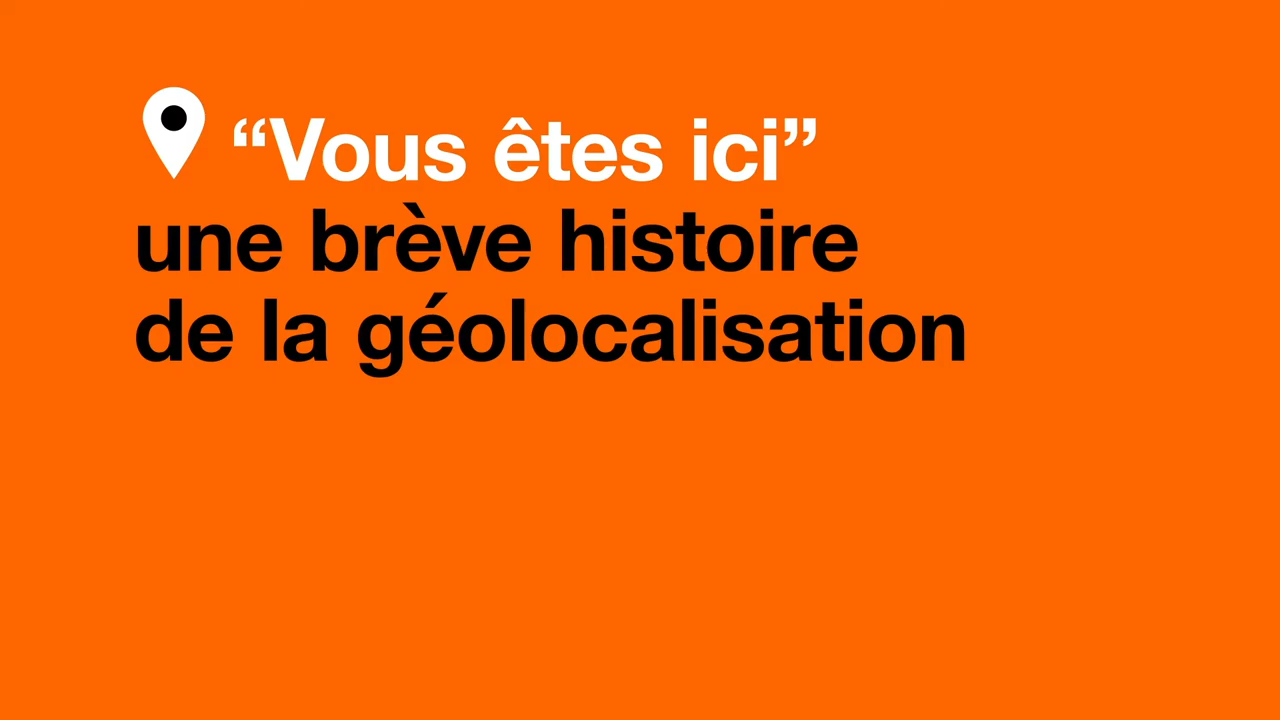 “Vous êtes ici”
une brève histoire
de la géolocalisation